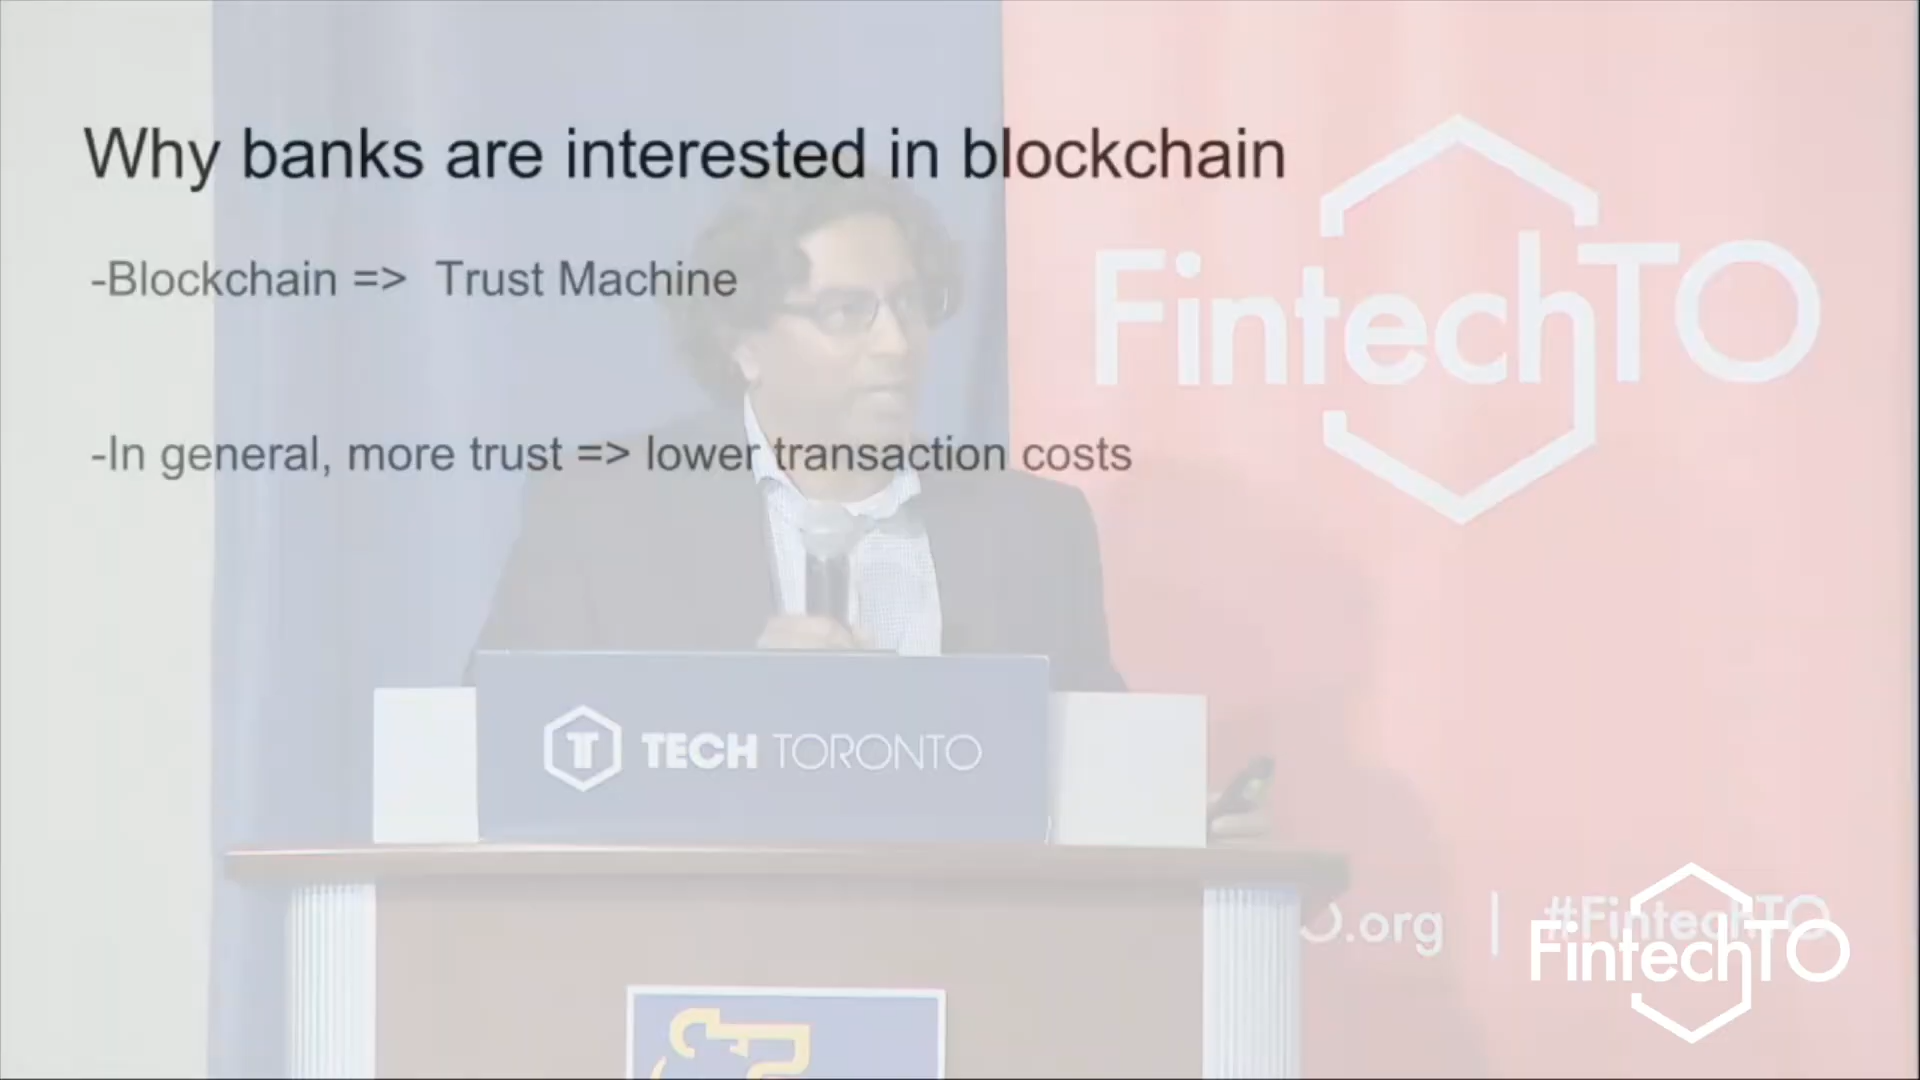 Why banks are interested in blockchain
-Blockchain => Trust Machine
-In general, more trust => lower transaction costs
FintechTO
TECH TORONTO
.org | #FintechTO
FintechTO